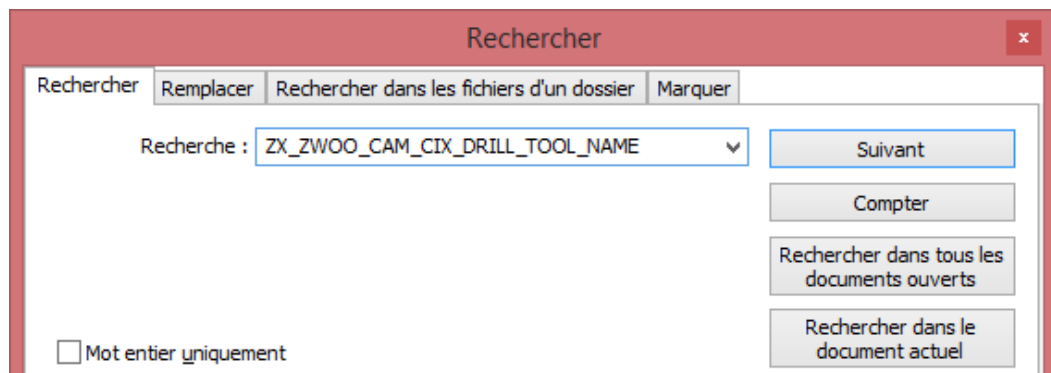 Rechercher
x
Rechercher Remplacer Rechercher dans les fichiers d'un dossier Marquer
Recherche : ZX_ZWOO_CAM_CIX_DRILL_TOOL_NAME
Suivant
Compter
Rechercher dans tous les
documents ouverts
Rechercher dans le
document actuel
Mot entier uniquement